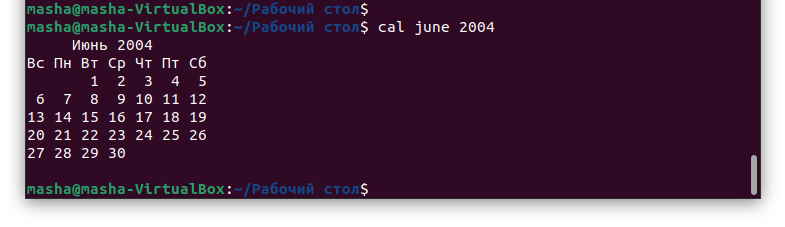 masha@masha-VirtualBox:~/Рабочий стол$
masha@masha-VirtualBox:~/Рабочий стол$ cal june 2004
     Июнь 2004
Вс Пн Вт Ср Чт Пт Сб
       1  2  3  4  5
 6  7  8  9 10 11 12
13 14 15 16 17 18 19
20 21 22 23 24 25 26
27 28 29 30
masha@masha-VirtualBox:~/Рабочий стол$